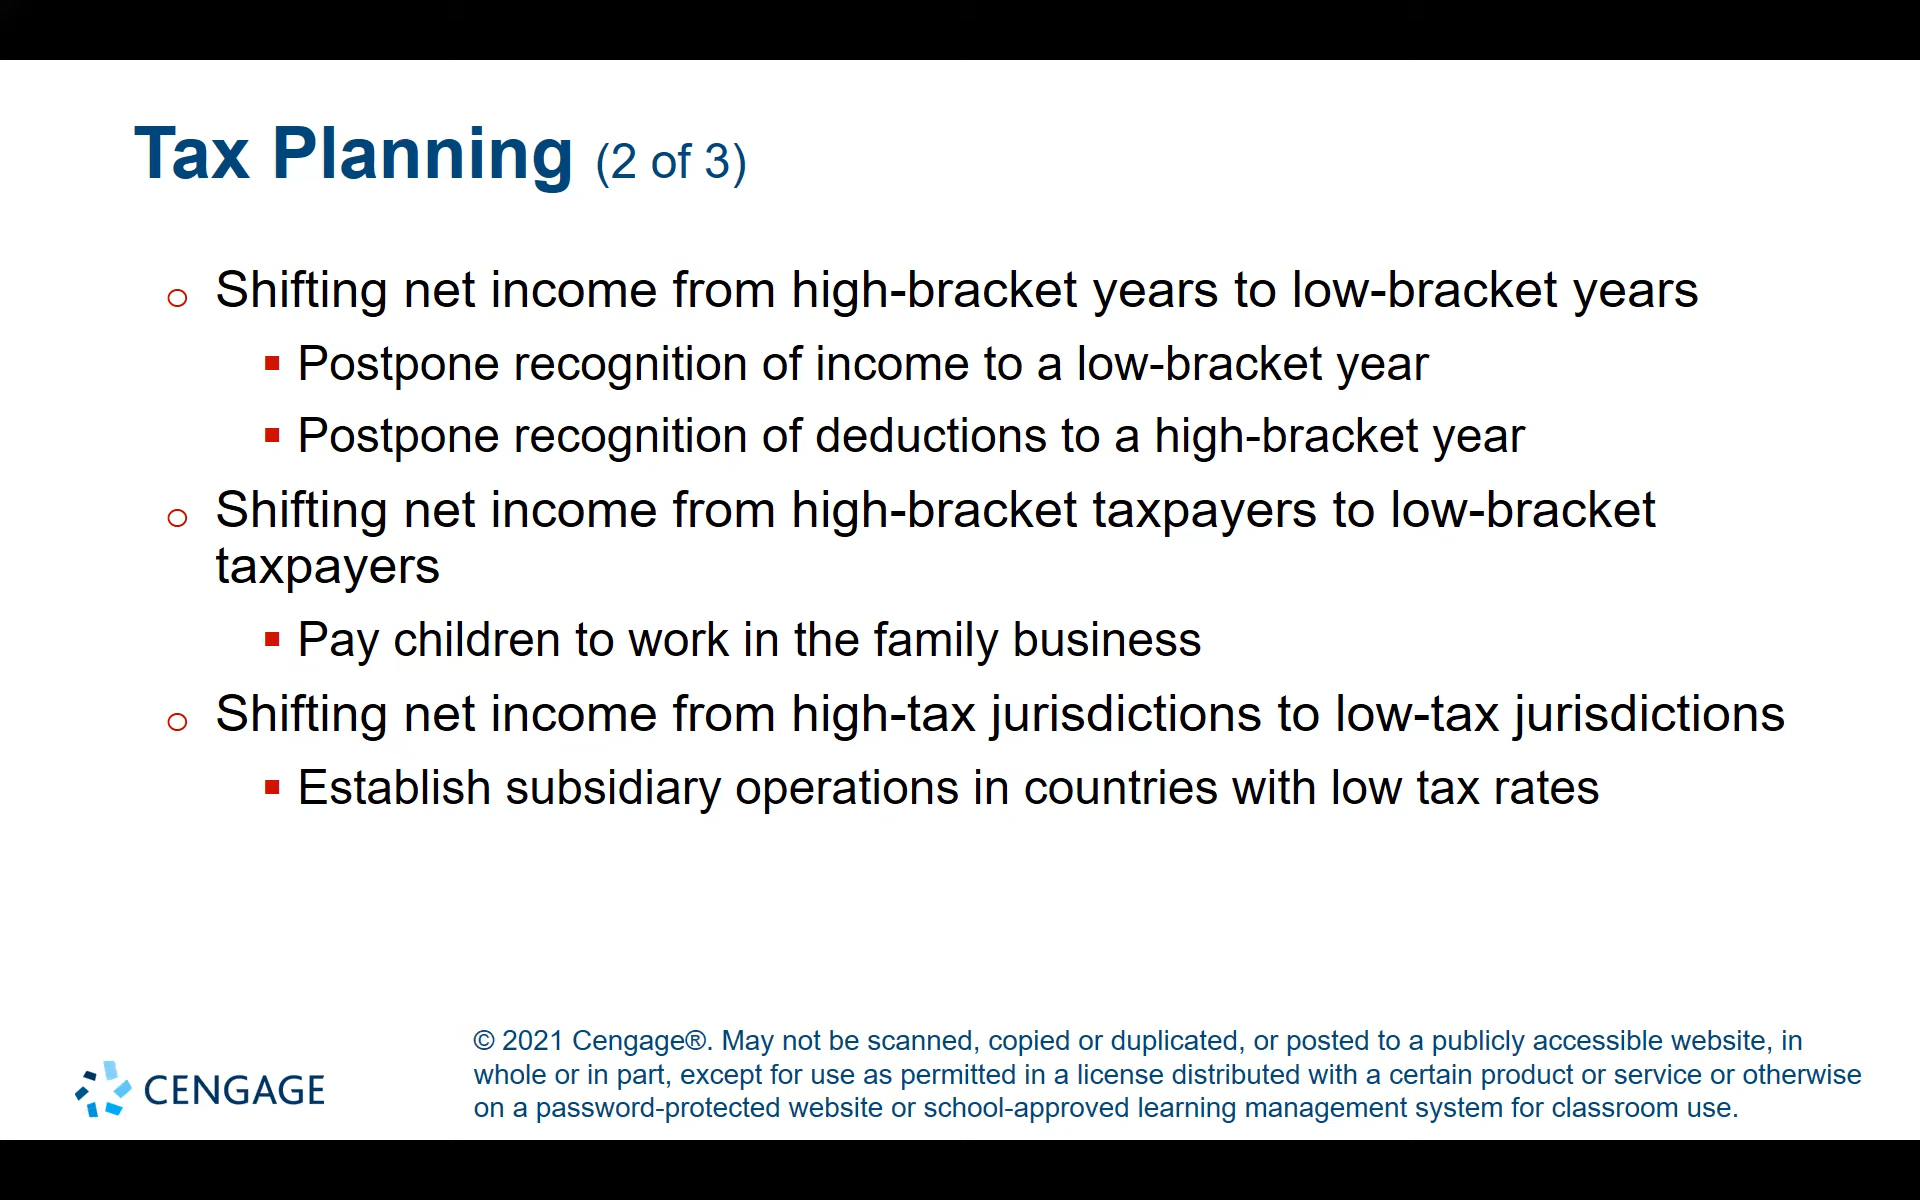 Tax Planning (2 of 3)
Shifting net income from high-bracket years to low-bracket years
Postpone recognition of income to a low-bracket year
Postpone recognition of deductions to a high-bracket year
Shifting net income from high-bracket taxpayers to low-bracket
taxpayers
Pay children to work in the family business
Shifting net income from high-tax jurisdictions to low-tax jurisdictions
Establish subsidiary operations in countries with low tax rates
CENGAGE
© 2021 Cengage®. May not be scanned, copied or duplicated, or posted to a publicly accessible website, in
whole or in part, except for use as permitted in a license distributed with a certain product or service or otherwise
on a password-protected website or school-approved learning management system for classroom use.